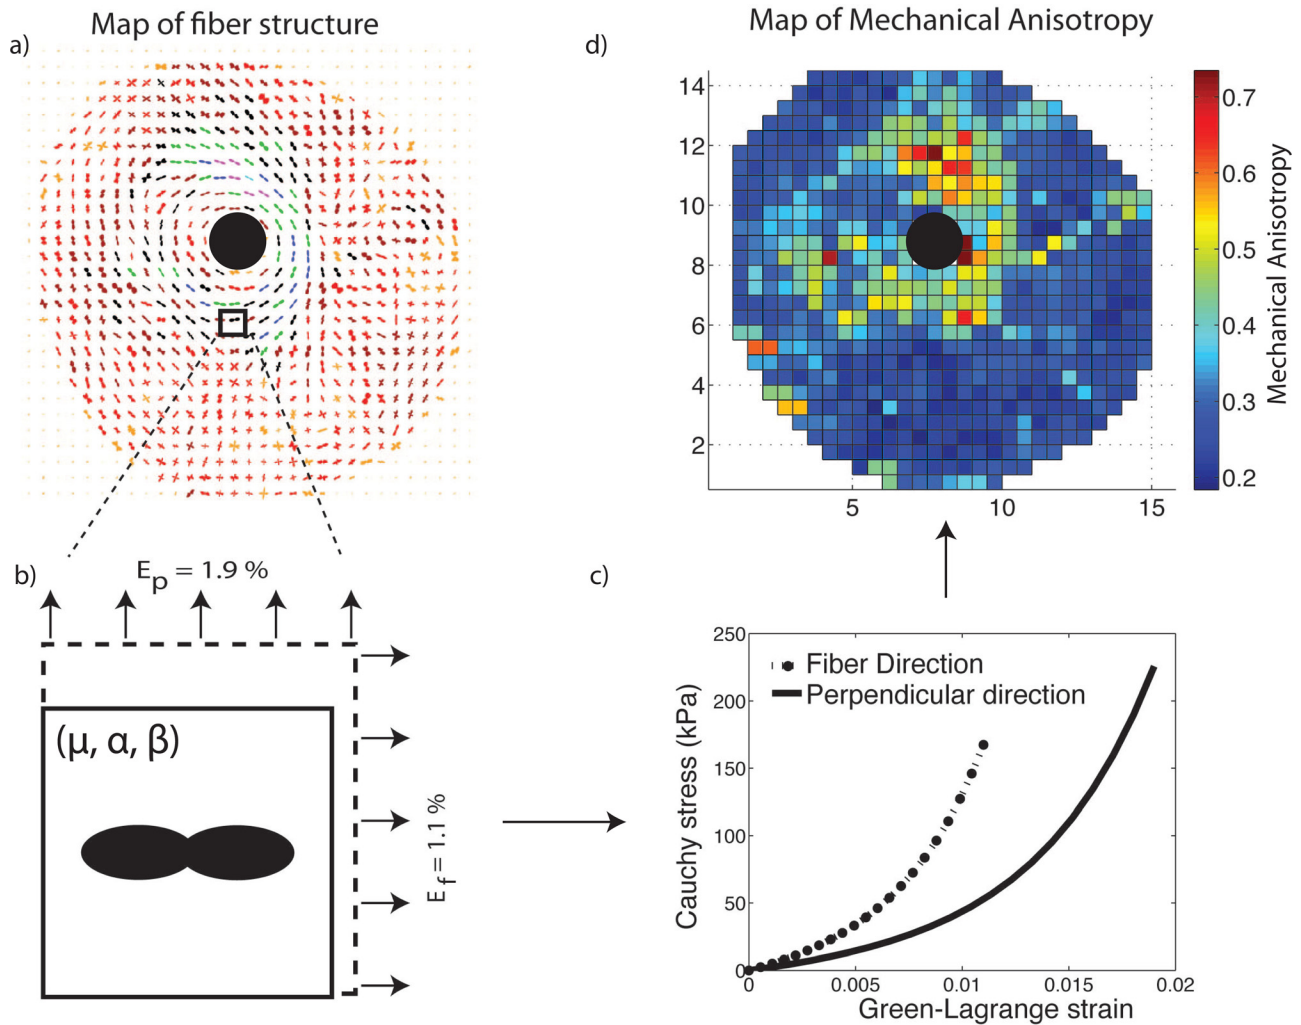 Map of fiber structure
a)
d)
Map of Mechanical Anisotropy
14
12
10
8
6
4
2
5
10
15
0.7
0.6
0.5
0.4
0.3
0.2
Mechanical Anisotropy
b)
Ep = 1.9 %
(μ, α, β)
Ef = 1.1 %
c)
250
200
150
100
50
0
Cauchy stress (kPa)
Fiber Direction
Perpendicular direction
0
0.005
0.01
0.015
0.02
Green-Lagrange strain